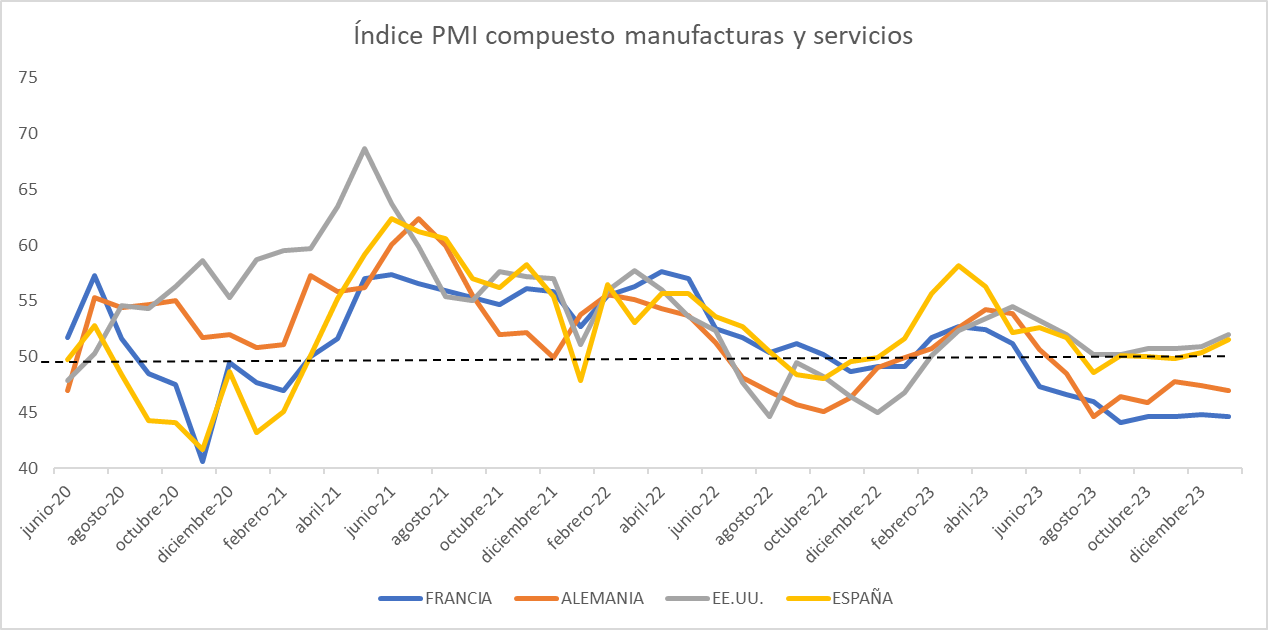 Índice PMI compuesto manufacturas y servicios
75
70
65
60
55
50
45
40
junio-20
agosto-20
octubre-20
diciembre-20
febrero-21
abril-21
junio-21
agosto-21
octubre-21
diciembre-21
febrero-22
abril-22
junio-22
agosto-22
octubre-22
diciembre-22
febrero-23
abril-23
junio-23
agosto-23
octubre-23
diciembre-23
FRANCIA ALEMANIA EE.UU. ESPAÑA